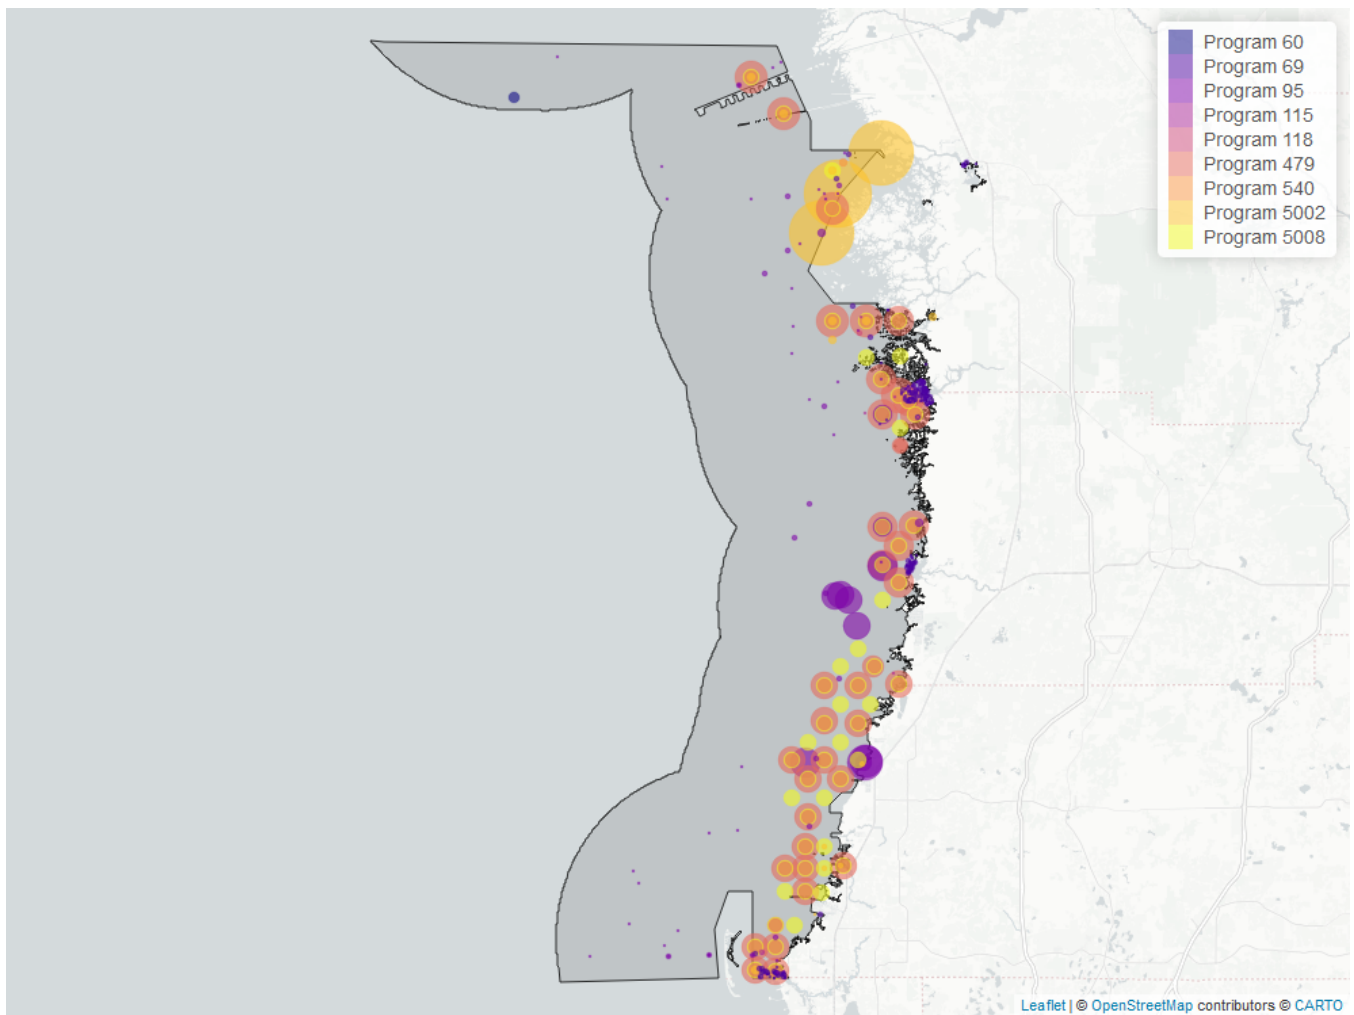 Program 60
Program 69
Program 95
Program 115
Program 118
Program 479
Program 540
Program 5002
Program 5008
Leaflet | © OpenStreetMap contributors © CARTO